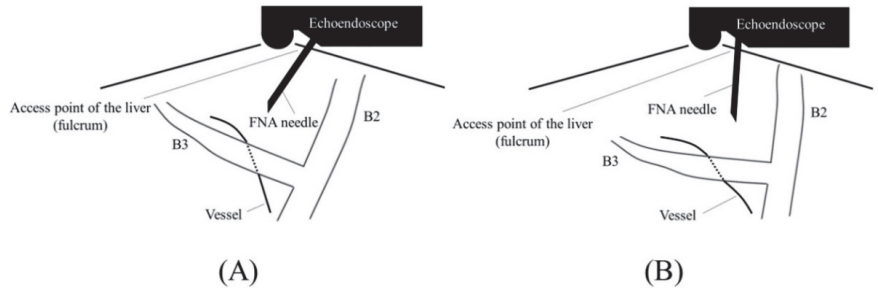 Echoendoscope
Access point of the liver
(fulcrum)
FNA needle
B2
B3
Vessel
(A)
Echoendoscope
Access point of the liver
(fulcrum)
FNA needle
B2
B3
Vessel
(B)